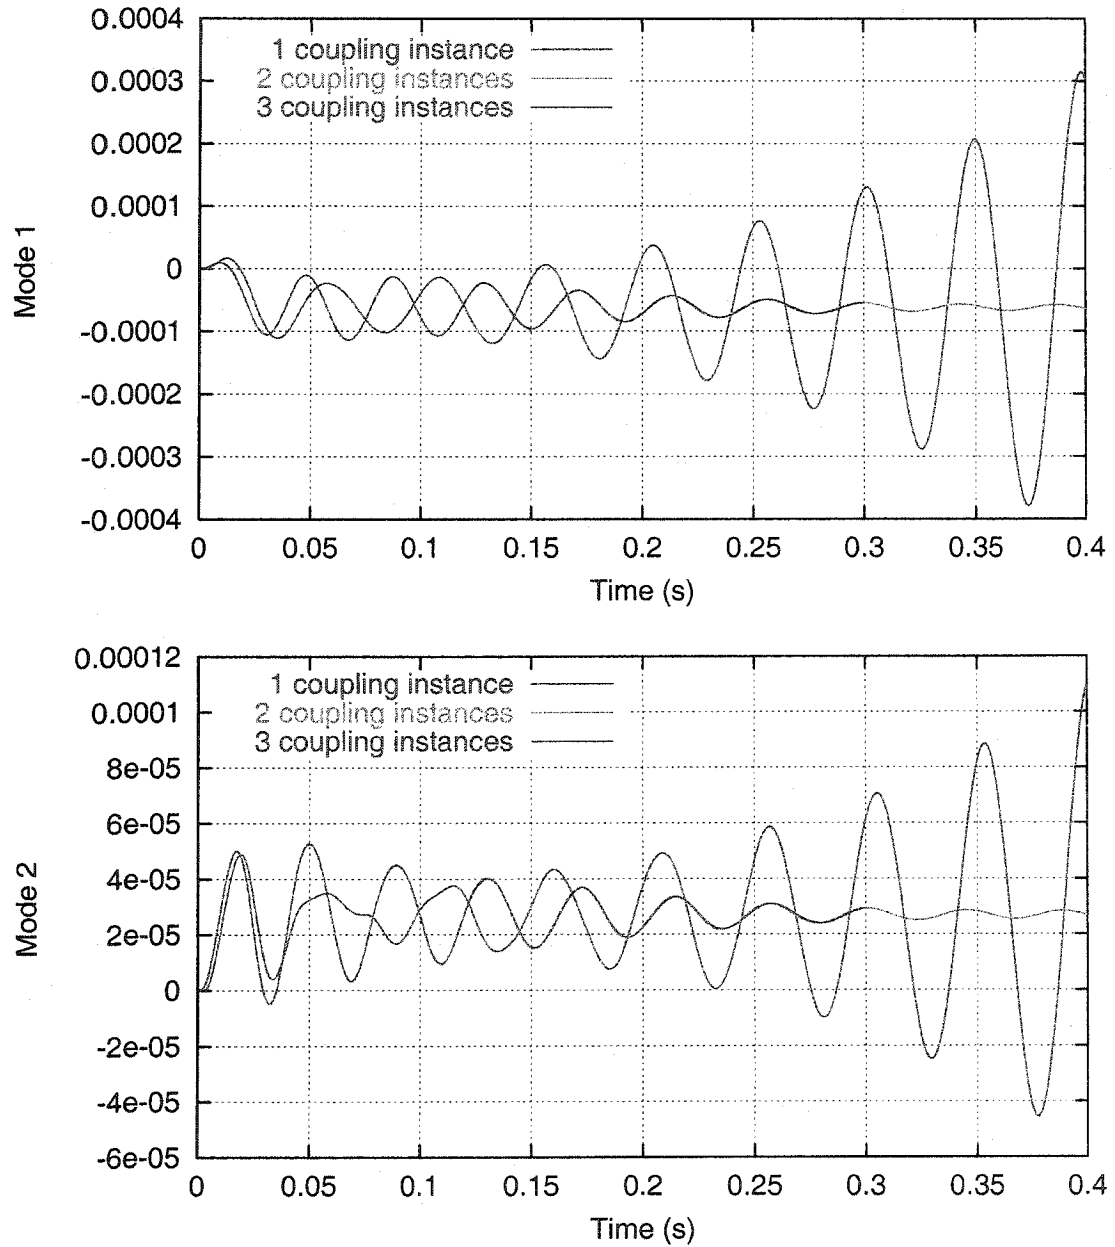 0.0004
0.0003
0.0002
0.0001
0
-0.0001
-0.0002
-0.0003
-0.0004
Mode 1
1 coupling instance
2 coupling instances
3 coupling instances
0 0.05 0.1 0.15 0.2 0.25 0.3 0.35 0.4
Time (s)
0.00012
0.0001
8e-05
6e-05
4e-05
2e-05
0
-2e-05
-4e-05
-6e-05
Mode 2
1 coupling instance
2 coupling instances
3 coupling instances
0 0.05 0.1 0.15 0.2 0.25 0.3 0.35 0.4
Time (s)